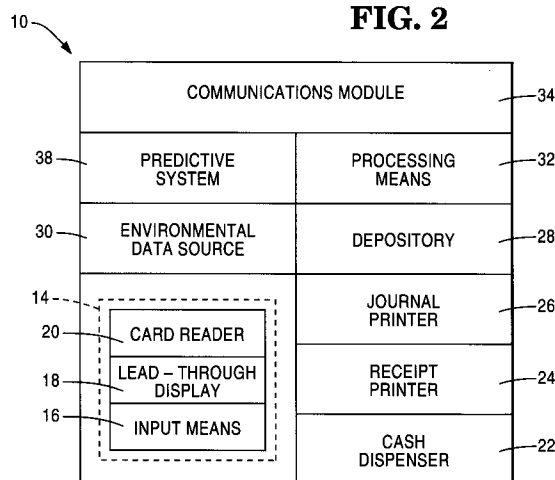 FIG. 2
10
COMMUNICATIONS MODULE
34
38
PREDICTIVE
SYSTEM
PROCESSING
MEANS
32
30
ENVIRONMENTAL
DATA SOURCE
DEPOSITORY
28
14
JOURNAL
PRINTER
26
20
CARD READER
18
LEAD – THROUGH
DISPLAY
RECEIPT
PRINTER
24
16
INPUT MEANS
CASH
DISPENSER
22